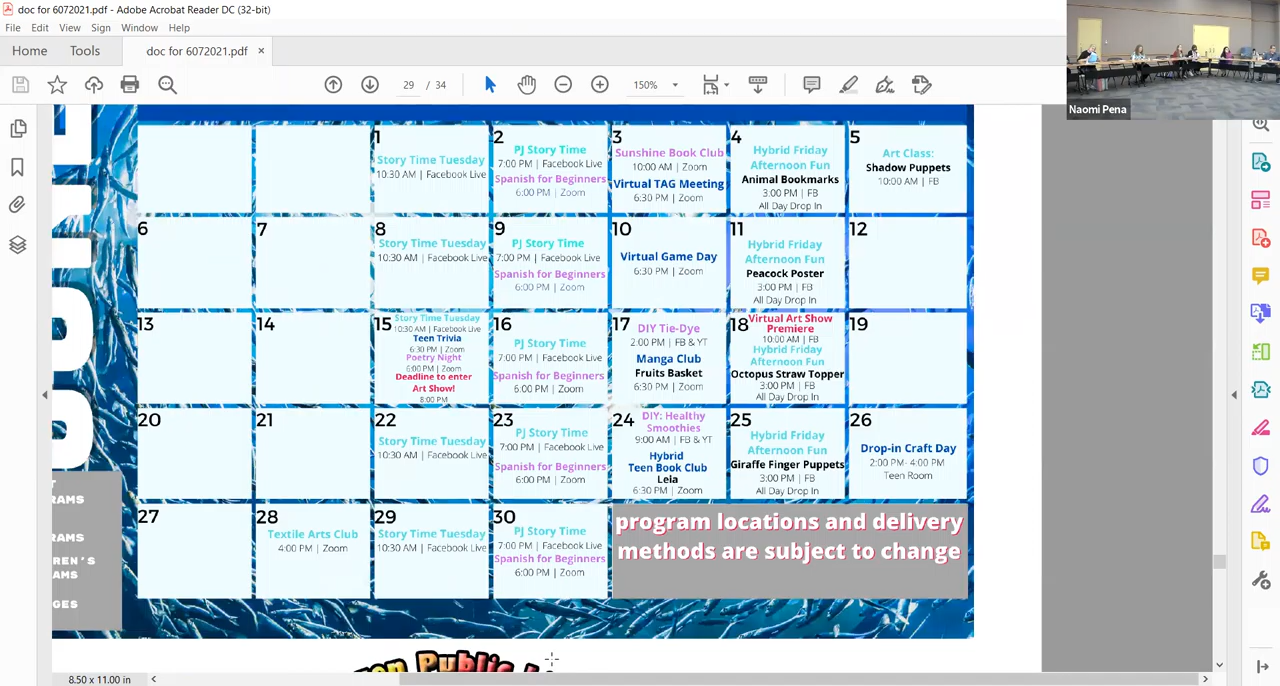 doc for 6072021.pdf - Adobe Acrobat Reader DC (32-bit)
File Edit View Sign Window Help
Home Tools doc for 6072021.pdf ×
29 / 34 150%
Naomi Pena
1
Story Time Tuesday
10:30 AM | Facebook Live
2
PJ Story Time
7:00 PM | Facebook Live
Spanish for Beginners
6:00 PM | Zoom
3
Sunshine Book Club
10:00 AM | Zoom
Virtual TAG Meeting
6:30 PM | Zoom
4
Hybrid Friday
Afternoon Fun
Animal Bookmarks
3:00 PM | FB
All Day Drop In
5
Art Class:
Shadow Puppets
10:00 AM | FB
6
7
8
Story Time Tuesday
10:30 AM | Facebook Live
9
PJ Story Time
7:00 PM | Facebook Live
Spanish for Beginners
6:00 PM | Zoom
10
Virtual Game Day
6:30 PM | Zoom
11
Hybrid Friday
Afternoon Fun
Peacock Poster
3:00 PM | FB
All Day Drop In
12
13
14
15
Story Time Tuesday
10:30 AM | Facebook Live
Teen Trivia
6:30 PM | Zoom
Poetry Night
6:00 PM | Zoom
Deadline to enter
Art Show!
8:00 PM
16
PJ Story Time
7:00 PM | Facebook Live
Spanish for Beginners
6:00 PM | Zoom
17
DIY Tie-Dye
2:00 PM | FB & YT
Manga Club
Fruits Basket
6:30 PM | Zoom
18
Virtual Art Show
Premiere
10:00 AM | FB
Hybrid Friday
Afternoon Fun
Octopus Straw Topper
3:00 PM | FB
All Day Drop In
19
20
21
22
Story Time Tuesday
10:30 AM | Facebook Live
23
PJ Story Time
7:00 PM | Facebook Live
Spanish for Beginners
6:00 PM | Zoom
24
DIY: Healthy
Smoothies
9:00 AM | FB & YT
Hybrid
Teen Book Club
Leia
6:30 PM | Zoom
25
Hybrid Friday
Afternoon Fun
Giraffe Finger Puppets
3:00 PM | FB
All Day Drop In
26
Drop-in Craft Day
2:00 PM- 4:00 PM
Teen Room
27
28
Textile Arts Club
4:00 PM | Zoom
29
Story Time Tuesday
10:30 AM | Facebook Live
30
PJ Story Time
7:00 PM | Facebook Live
Spanish for Beginners
6:00 PM | Zoom
program locations and delivery
methods are subject to change
Public
8.50 x 11.00 in